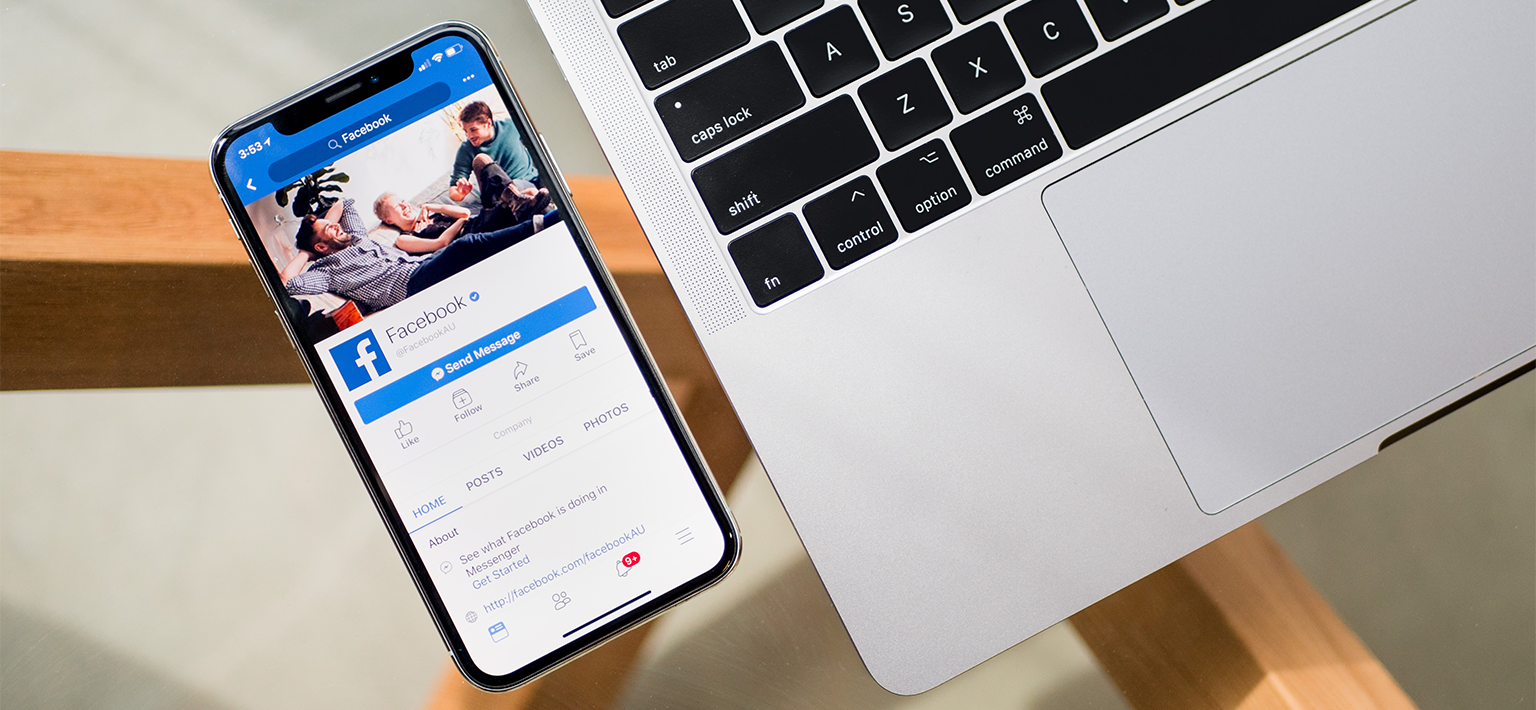 3:53
Facebook
Facebook
@FacebookAU
f
Send Message
Like
Follow
Share
Save
Company
HOME
POSTS
VIDEOS
PHOTOS
About
See what Facebook is doing in
Messenger
Get Started
http://facebook.com/facebookAU
9+
tab
A
S
caps lock
Z
X
C
shift
fn
control
option
command